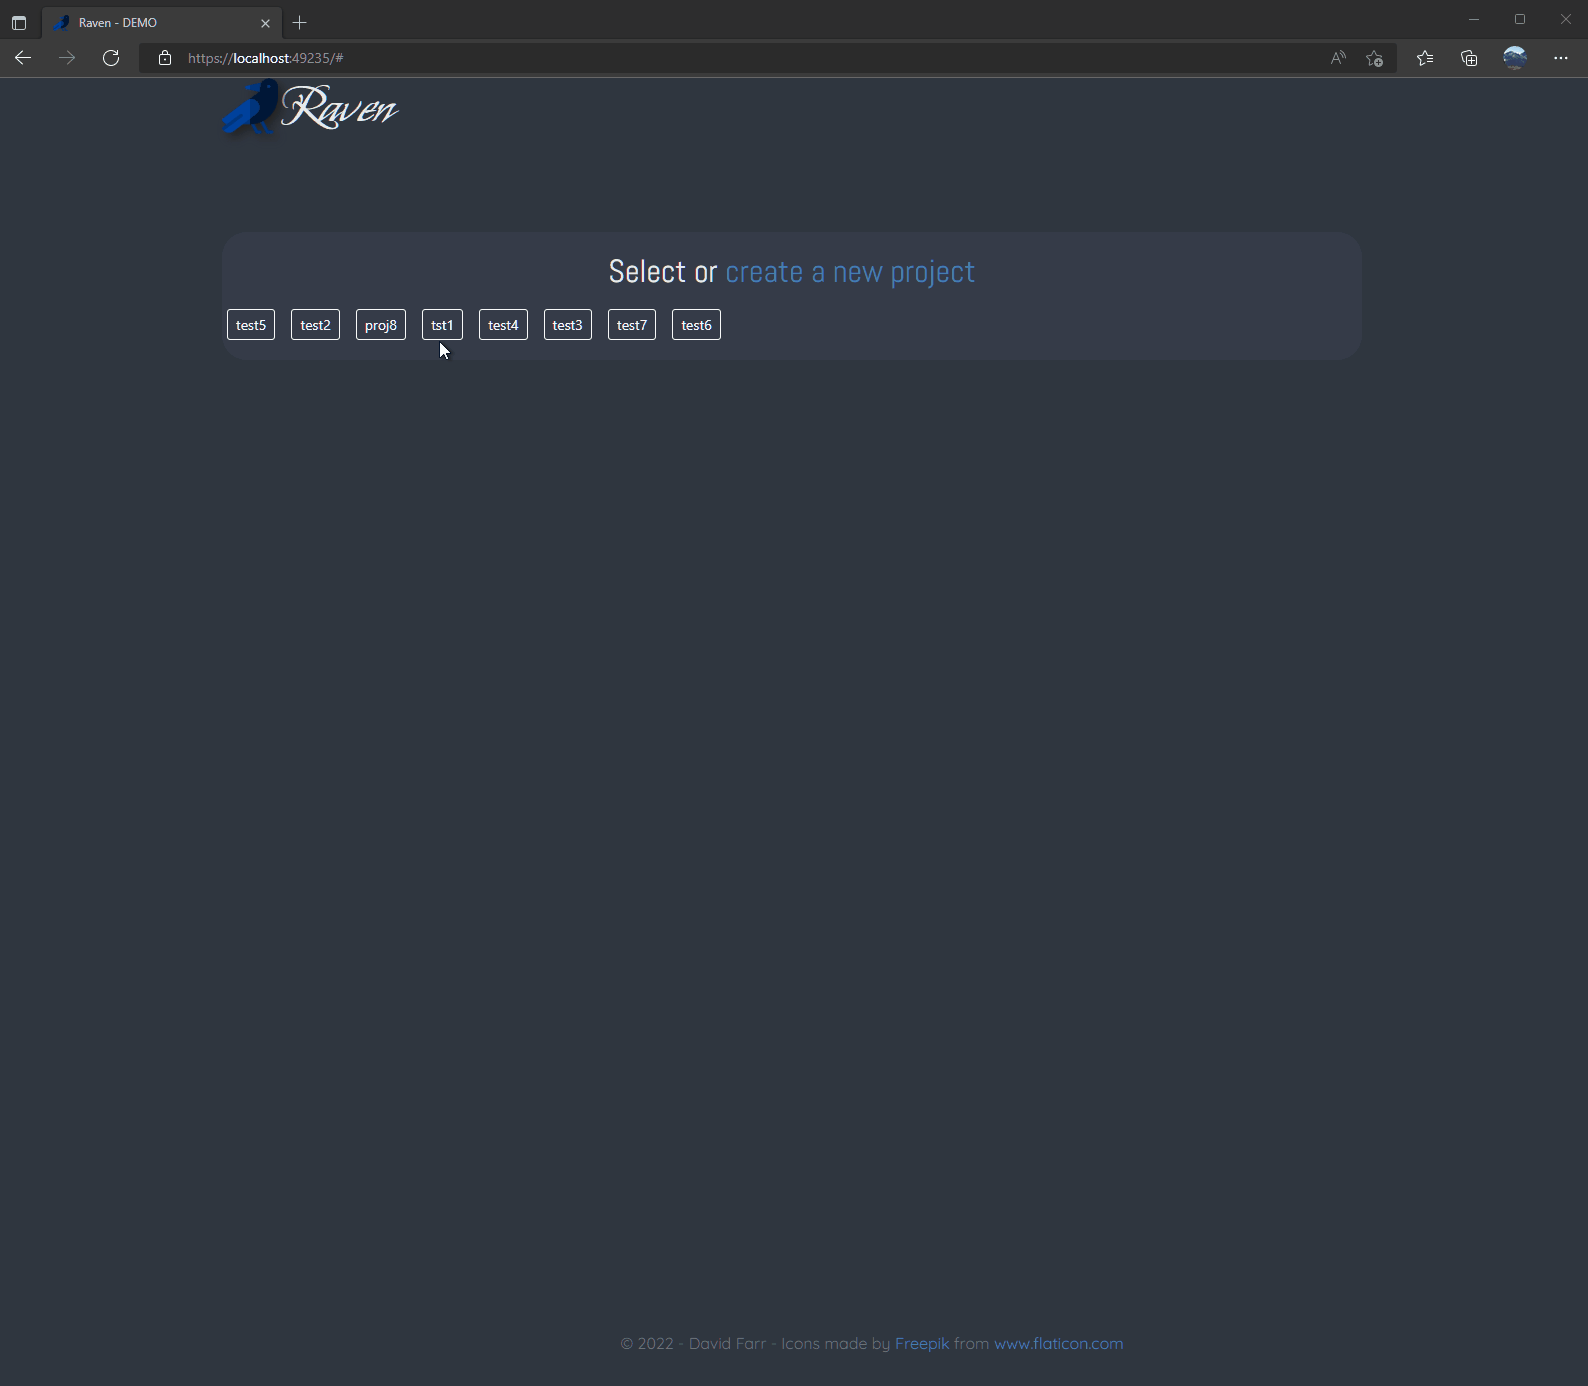 Raven - DEMO
https://localhost:49235/#
Raven
Select or create a new project
test5 test2 proj8 tst1 test4 test3 test7 test6
© 2022 - David Farr - Icons made by Freepik from www.flaticon.com